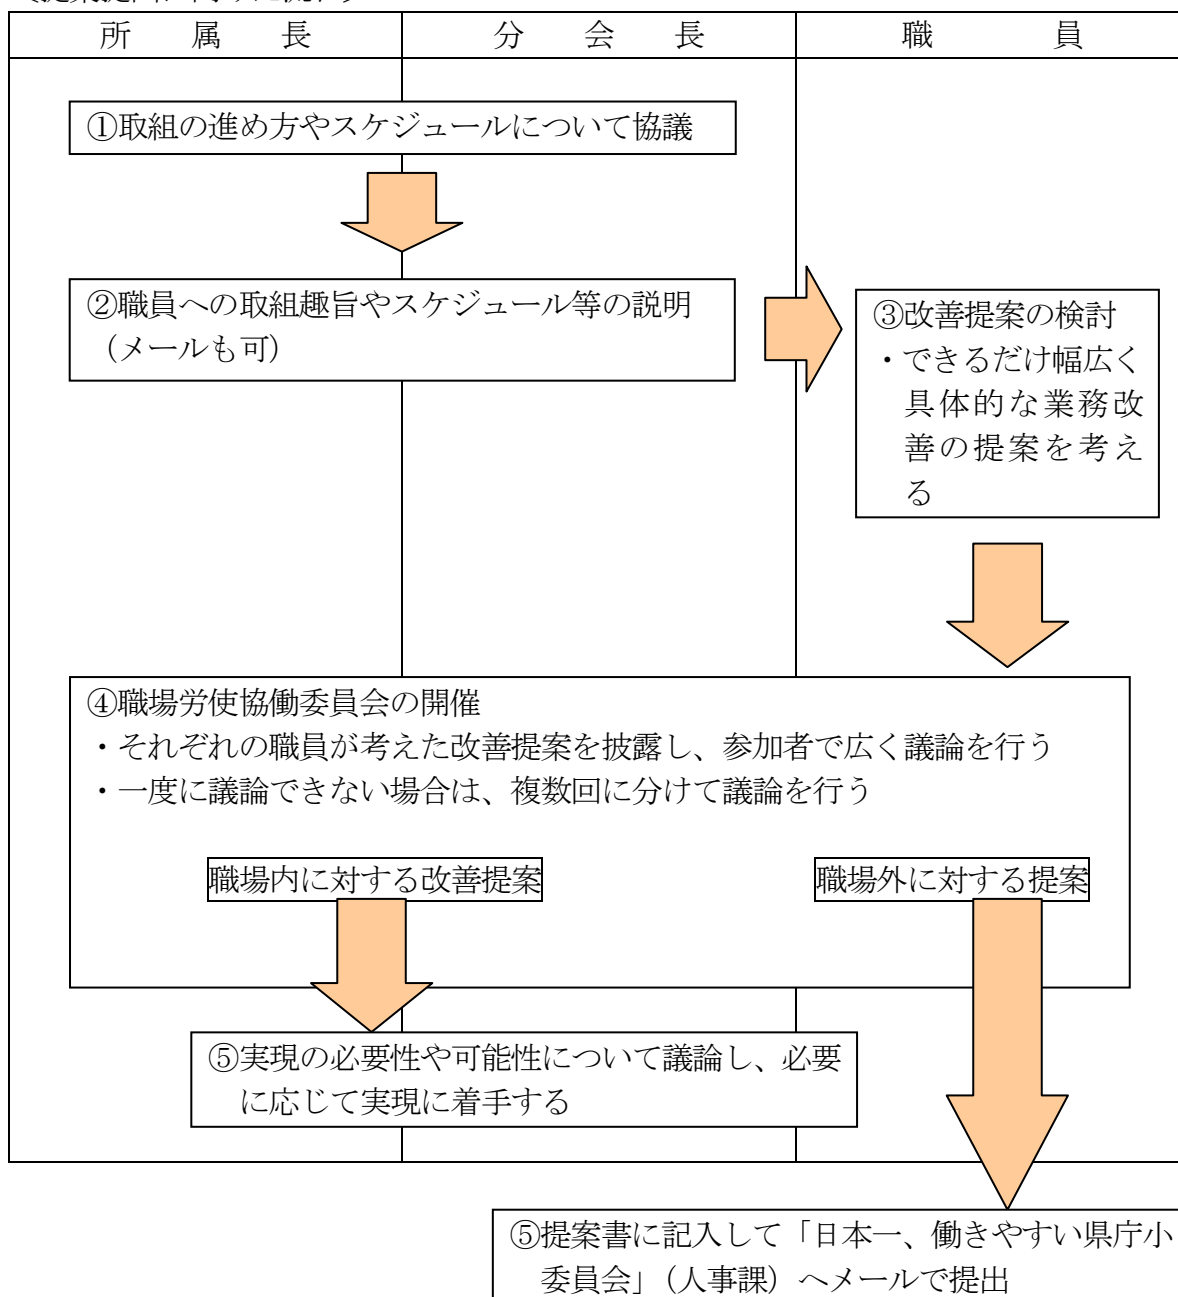 所属長 分会長 職員
①取組の進め方やスケジュールについて協議
②職員への取組趣旨やスケジュール等の説明
（メールも可）
③改善提案の検討
・できるだけ幅広く
具体的な業務改
善の提案を考え
る
④職場労使協働委員会の開催
・それぞれの職員が考えた改善提案を披露し、参加者で広く議論を行う
・一度に議論できない場合は、複数回に分けて議論を行う
職場内に対する改善提案
職場外に対する提案
⑤実現の必要性や可能性について議論し、必要
に応じて実現に着手する
⑤提案書に記入して「日本一、働きやすい県庁小
委員会」（人事課）へメールで提出